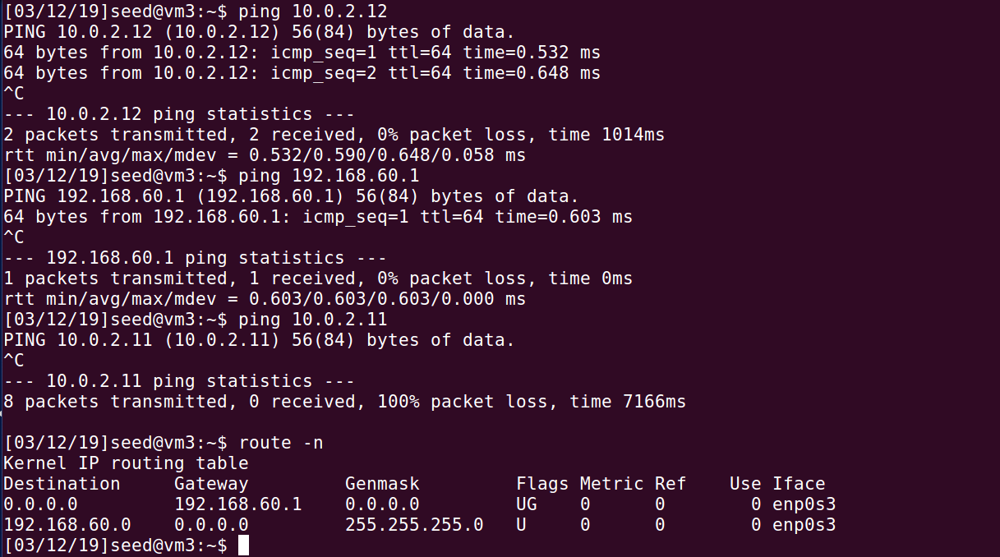 [03/12/19]seed@vm3:~$ ping 10.0.2.12
PING 10.0.2.12 (10.0.2.12) 56(84) bytes of data.
64 bytes from 10.0.2.12: icmp_seq=1 ttl=64 time=0.532 ms
64 bytes from 10.0.2.12: icmp_seq=2 ttl=64 time=0.648 ms
^C
--- 10.0.2.12 ping statistics ---
2 packets transmitted, 2 received, 0% packet loss, time 1014ms
rtt min/avg/max/mdev = 0.532/0.590/0.648/0.058 ms
[03/12/19]seed@vm3:~$ ping 192.168.60.1
PING 192.168.60.1 (192.168.60.1) 56(84) bytes of data.
64 bytes from 192.168.60.1: icmp_seq=1 ttl=64 time=0.603 ms
^C
--- 192.168.60.1 ping statistics ---
1 packets transmitted, 1 received, 0% packet loss, time 0ms
rtt min/avg/max/mdev = 0.603/0.603/0.603/0.000 ms
[03/12/19]seed@vm3:~$ ping 10.0.2.11
PING 10.0.2.11 (10.0.2.11) 56(84) bytes of data.
^C
--- 10.0.2.11 ping statistics ---
8 packets transmitted, 0 received, 100% packet loss, time 7166ms
[03/12/19]seed@vm3:~$ route -n
Kernel IP routing table
Destination     Gateway         Genmask         Flags Metric Ref    Use Iface
0.0.0.0         192.168.60.1    0.0.0.0         UG    0      0        0 enp0s3
192.168.60.0    0.0.0.0         255.255.255.0   U     0      0        0 enp0s3
[03/12/19]seed@vm3:~$